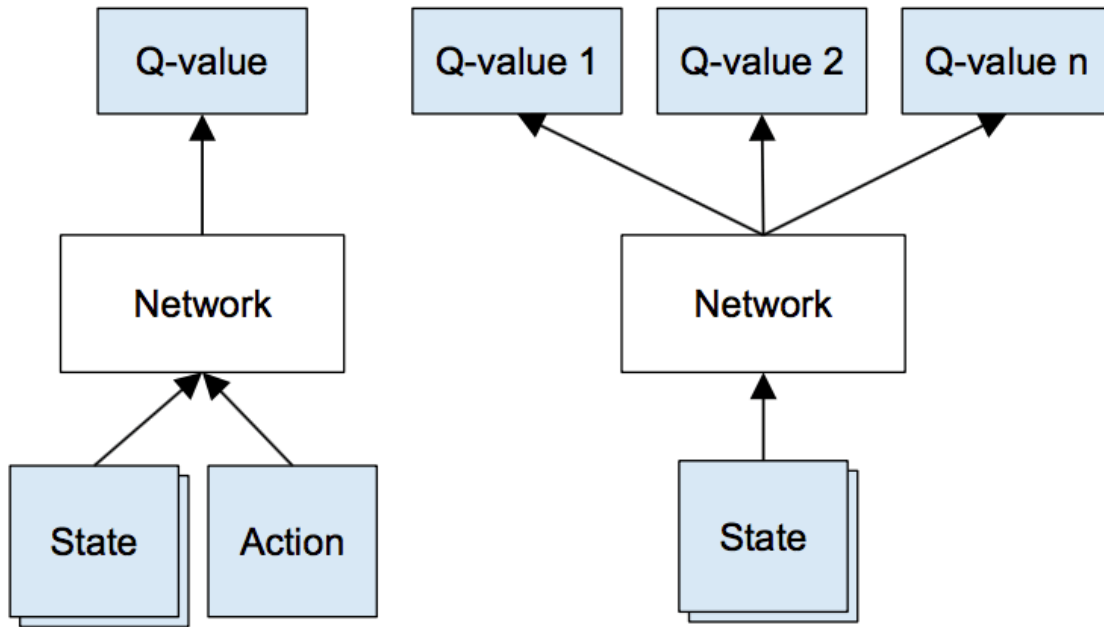 Q-value
Q-value 1
Q-value 2
Q-value n
Network
Network
State
Action
State